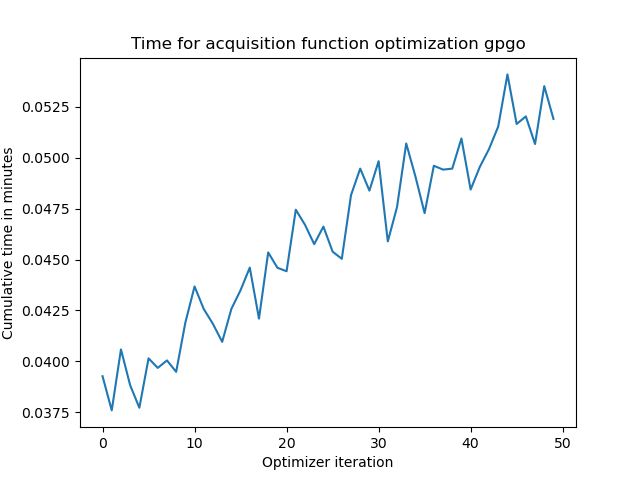 Time for acquisition function optimization gpgo
Cumulative time in minutes
0.0525
0.0500
0.0475
0.0450
0.0425
0.0400
0.0375
0 10 20 30 40 50
Optimizer iteration